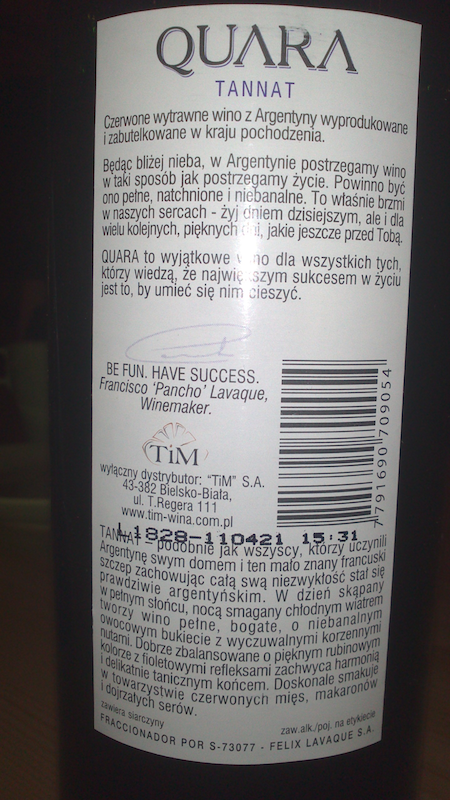 QUARA
TANNAT
Czerwone wytrawne wino z Argentyny wyprodukowane
i zabutelkowane w kraju pochodzenia.
Będąc bliżej nieba, w Argentynie postrzegamy wino
w taki sposób jak postrzegamy życie. Powinno być
ono pełne, natchnione i niebanalne. To właśnie brzmi
w naszych sercach - żyj dniem dzisiejszym, ale i dla
wielu kolejnych, pięknych dni, jakie jeszcze przed Tobą.
QUARA to wyjątkowe wino dla wszystkich tych,
którzy wiedzą, że największym sukcesem w życiu
jest to, by umieć się nim cieszyć.
BE FUN. HAVE SUCCESS.
Francisco 'Pancho' Lavaque,
Winemaker.
TiM
wyłączny dystrybutor: "TiM" S.A.
43-382 Bielsko-Biała,
ul. T.Regera 111
www.tim-wina.com.pl
7 791690 709054
L1828-110421 15:31
TANNAT – podobnie jak wszyscy, którzy uczynili
Argentynę swym domem i ten mało znany francuski
szczep zachowując całą swą niezwykłość stał się
prawdziwie argentyńskim. W dzień skąpany
w pełnym słońcu, nocą smagany chłodnym wiatrem
tworzy wino pełne, bogate, o niebanalnym
owocowym bukiecie z wyczuwalnymi korzennymi
nutami. Dobrze zbalansowane o pięknym rubinowym
kolorze z fioletowymi refleksami zachwyca harmonią
i delikatnie tanicznym końcem. Doskonale smakuje
w towarzystwie czerwonych mięs, makaronów
i dojrzałych serów.
zawiera siarczyny
zaw.alk./poj. na etykiecie
FRACCIONADOR POR S-73077 - FELIX LAVAQUE S.A.